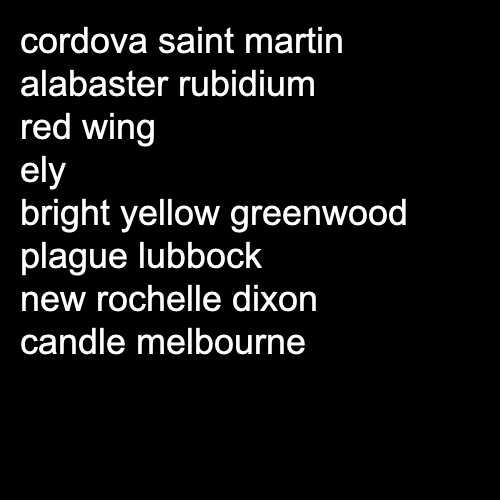 cordova saint martin
alabaster rubidium
red wing
ely
bright yellow greenwood
plague lubbock
new rochelle dixon
candle melbourne